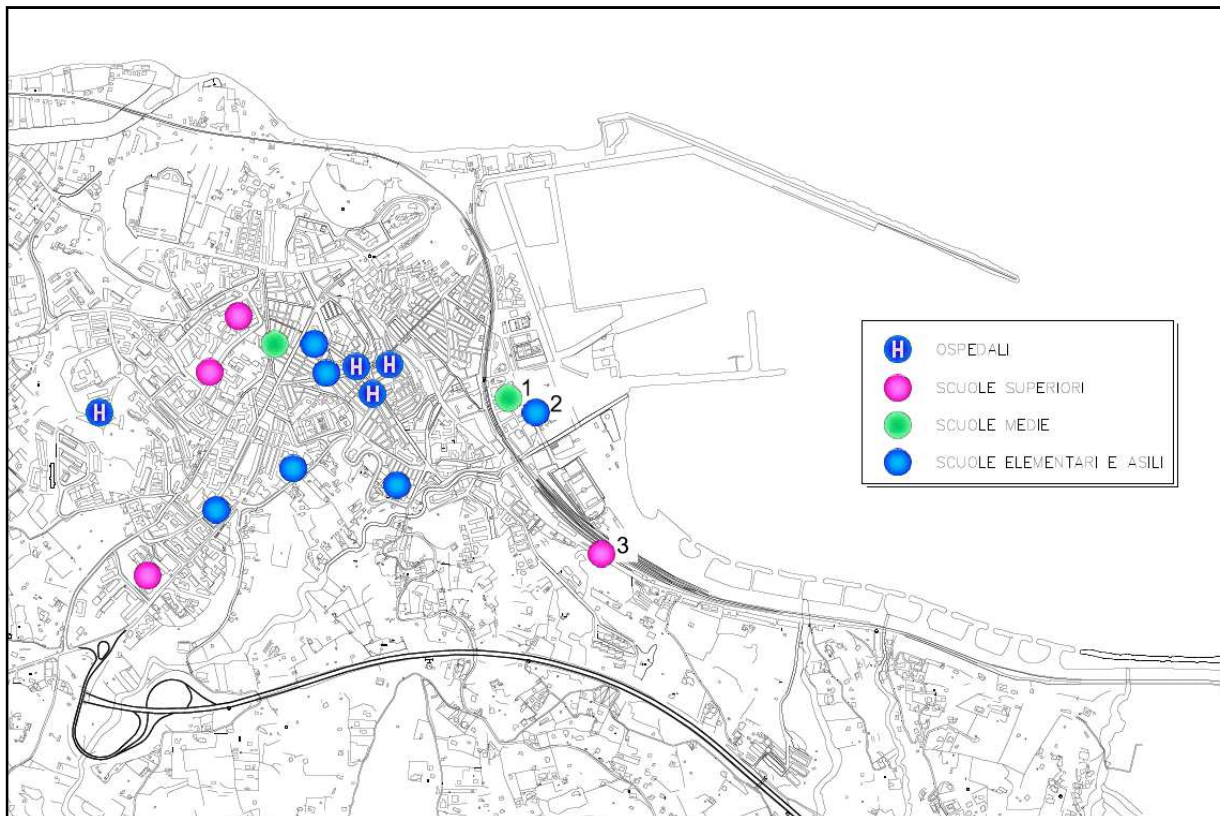 H
H
H
H
1
2
3
H OSPEDALI
SCUOLE SUPERIORI
SCUOLE MEDIE
SCUOLE ELEMENTARI E ASILI